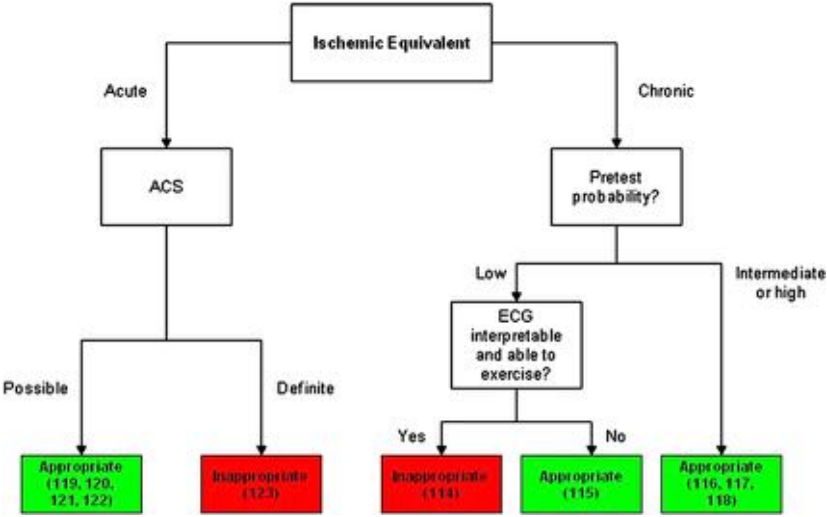 Ischemic Equivalent
Acute
Chronic
ACS
Pretest
probability?
Low
Intermediate
or high
ECG
interpretable
and able to
exercise?
Possible
Definite
Yes
No
Appropriate
(119, 120,
121, 122)
Inappropriate
(123)
Inappropriate
(114)
Appropriate
(115)
Appropriate
(116, 117,
118)